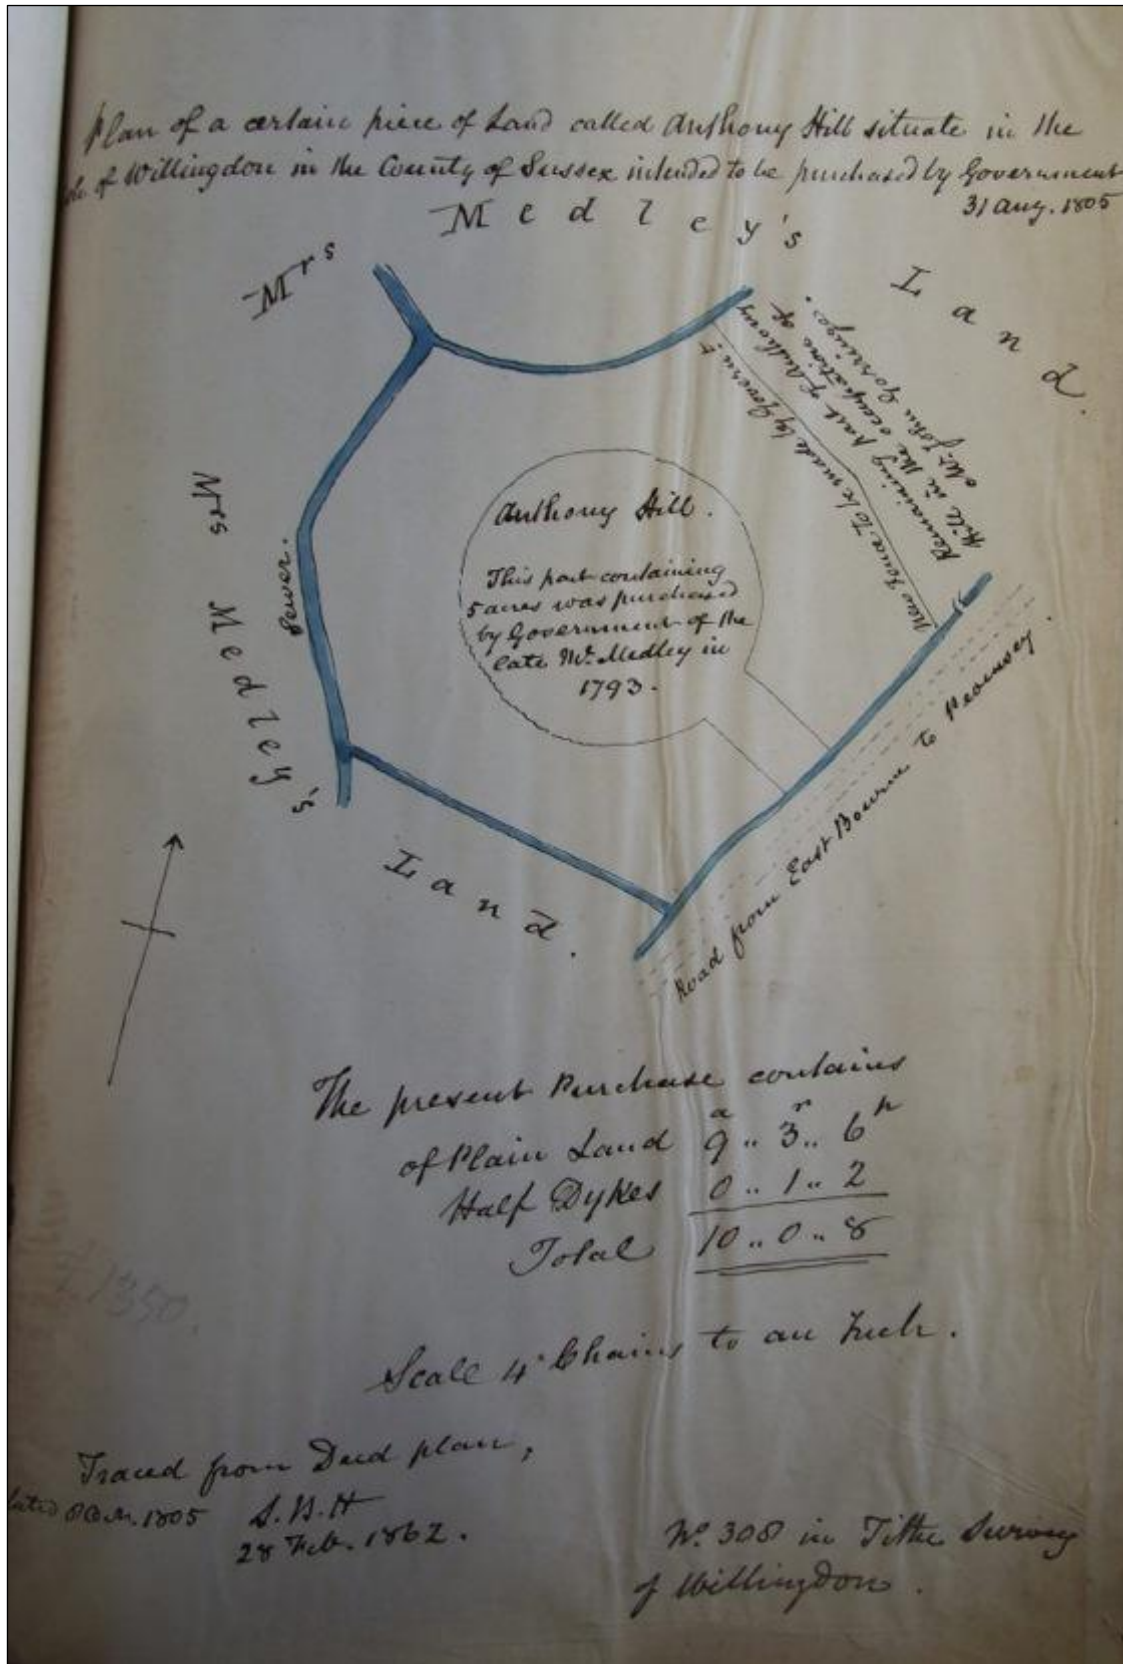 Plan of a certain piece of Land called Anthony Hill situate in the
of Willingdon in the County of Sussex intended to be purchased by Government
31 Aug. 1805
Mrs Medley's Land.
Mrs Medley's Land.
Sewer.
Anthony Hill.
This part containing
5 acres was purchased
by Government of the
late Mr. Medley in
1793.
New Fence to be made by Governmt.
Remaining part of Anthony
Hill in the occupation of
Mr. John Gorringe.
Road from East Bourne to Pevensey.
The present Purchase contains
a r p
of Plain Land 9 .. 3 .. 6
Half Dykes 0 .. 1 .. 2
Total 10 .. 0 .. 8
£1350.
Scale 4 Chains to an Inch.
Traced from Deed plan,
1805 S.B.H
28 Feb. 1862.
No. 308 in Tithe Survey
of Willingdon.